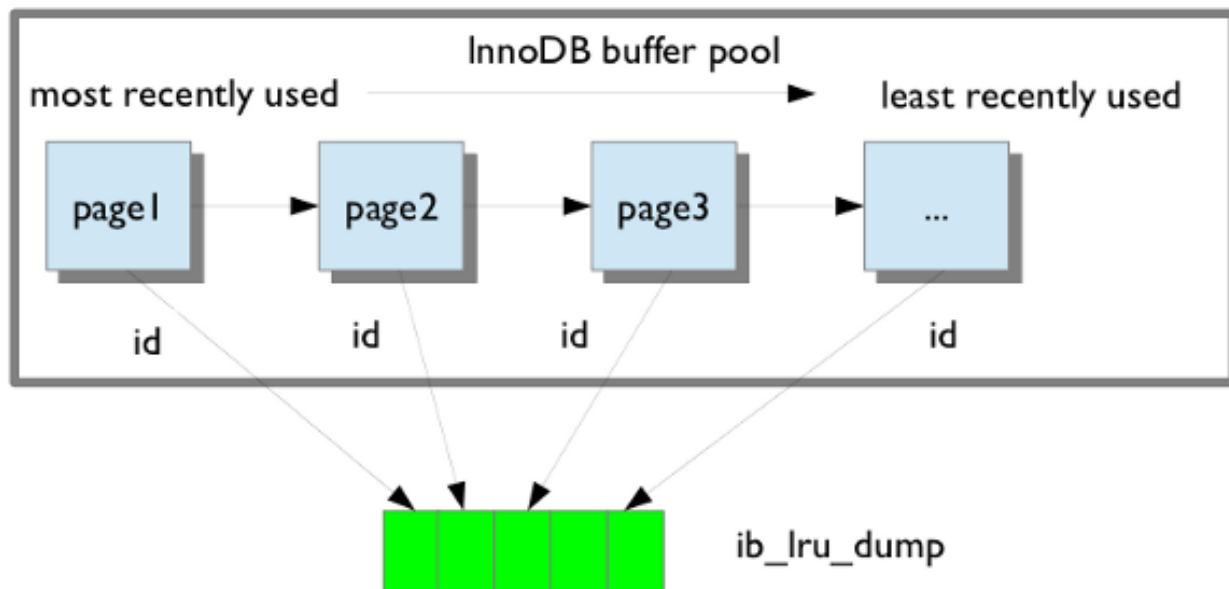 InnoDB buffer pool
most recently used
least recently used
page1
page2
page3
...
id
id
id
id
ib_lru_dump